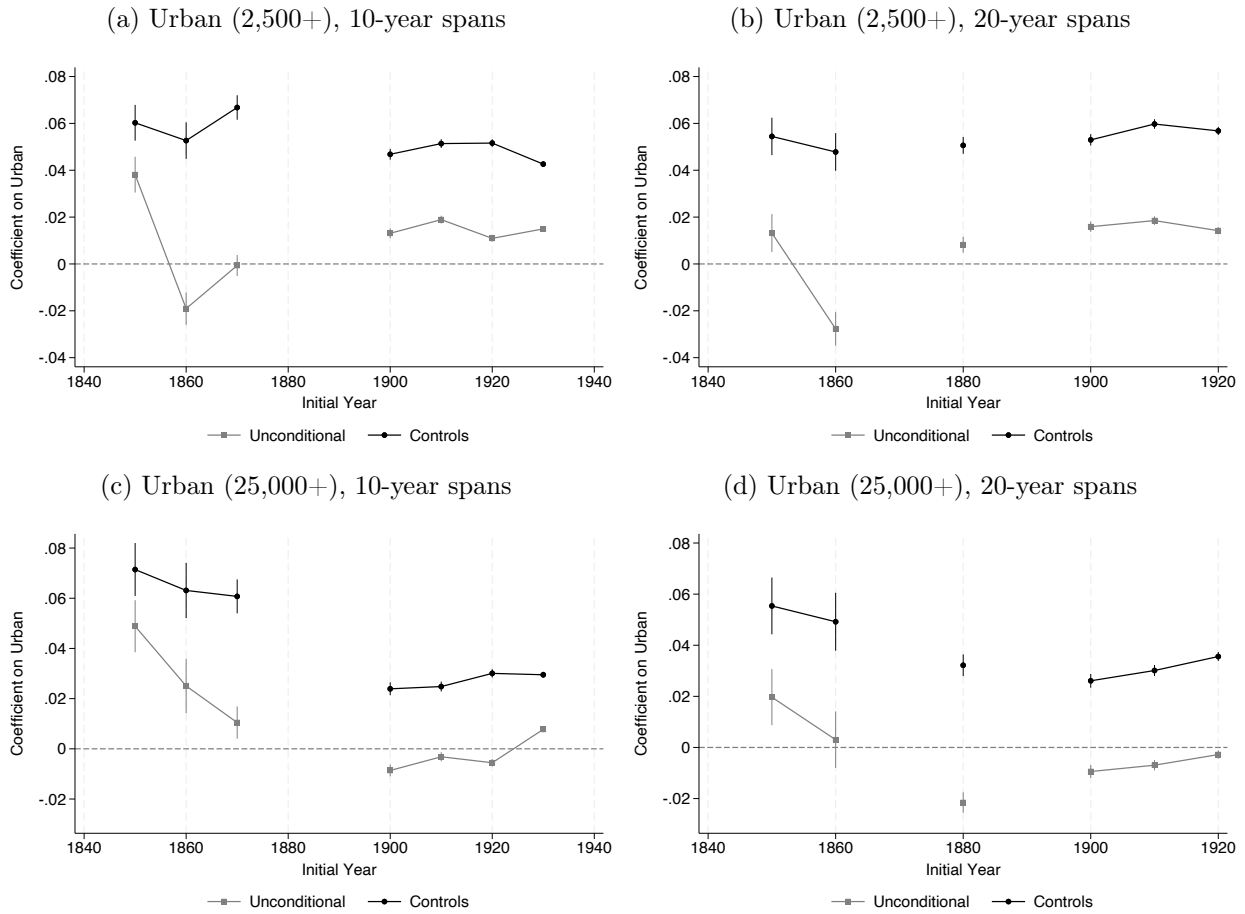 (a) Urban (2,500+), 10-year spans
Coefficient on Urban
.08
.06
.04
.02
0
-.02
-.04
1840 1860 1880 1900 1920 1940
Initial Year
Unconditional Controls
(b) Urban (2,500+), 20-year spans
Coefficient on Urban
.08
.06
.04
.02
0
-.02
-.04
1840 1860 1880 1900 1920
Initial Year
Unconditional Controls
(c) Urban (25,000+), 10-year spans
Coefficient on Urban
.08
.06
.04
.02
0
-.02
1840 1860 1880 1900 1920 1940
Initial Year
Unconditional Controls
(d) Urban (25,000+), 20-year spans
Coefficient on Urban
.08
.06
.04
.02
0
-.02
1840 1860 1880 1900 1920
Initial Year
Unconditional Controls